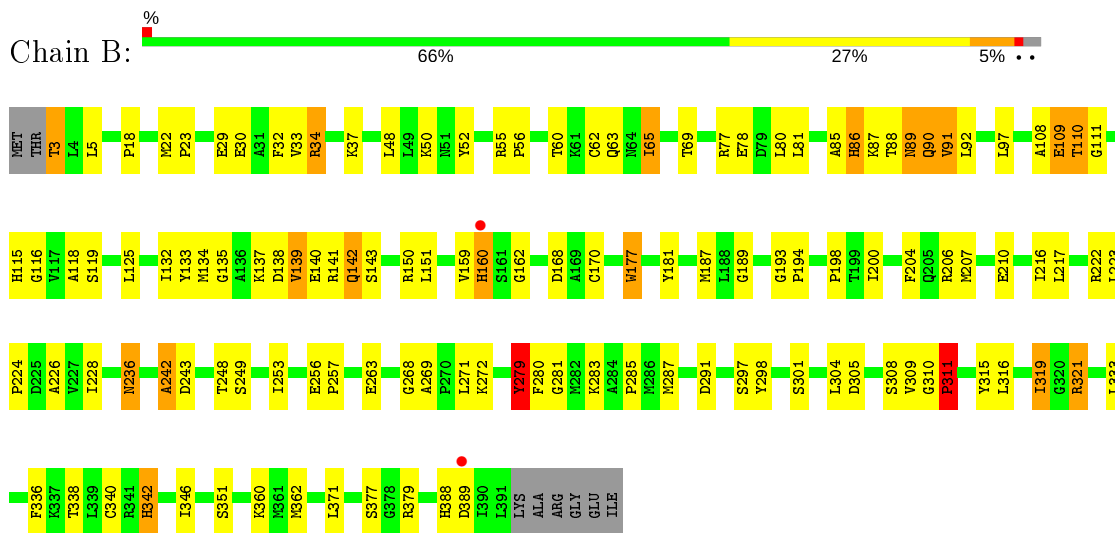 %
Chain B:
66% 27% 5% • •
MET THR T3 L4 L5 P18 M22 P23 E29 E30 A31 F32 V33 R34 K37 L48 L49 K50 N51 Y52 R55 P56 T60 K61 C62 Q63 N64 I65 T69 R77 E78 D79 L80 L81 A85 H86 K87 T88 N89 Q90 V91 L92 L97 A108 E109 T110 G111
H115 G116 V117 A118 S119 L125 I132 Y133 M134 G135 A136 K137 D138 V139 E140 R141 Q142 S143 R150 L151 V159 H160 S161 G162 D168 A169 C170 W177 Y181 M187 L188 G189 G193 P194 P198 T199 I200 F204 Q205 R206 M207 E210 I216 L217 R222
P224 D225 A226 V227 I228 N236 A242 D243 T248 S249 I253 E256 P257 E263 G268 A269 P270 L271 K272 Y279 F280 G281 M282 K283 A284 P285 M286 M287 D291 S297 Y298 S301 L304 D305 S308 V309 G310 P311 Y315 L316 I319 G320 R321
F336 K337 T338 L339 C340 R341 H342 I346 S351 K360 M361 M362 L371 S377 G378 R379 H388 D389 I390 L391 LYS ALA ARG GLY GLU ILE